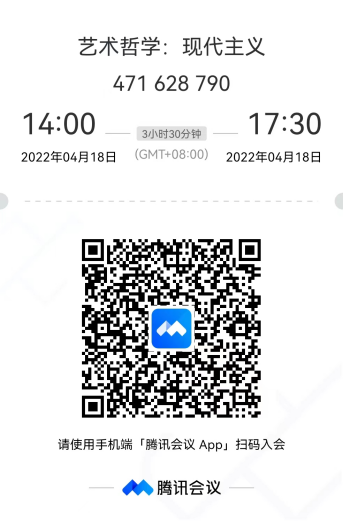 艺术哲学：现代主义
471 628 790
14:00 3小时30分钟 17:30
2022年04月18日 (GMT+08:00) 2022年04月18日
请使用手机端「腾讯会议 App」扫码入会
腾讯会议